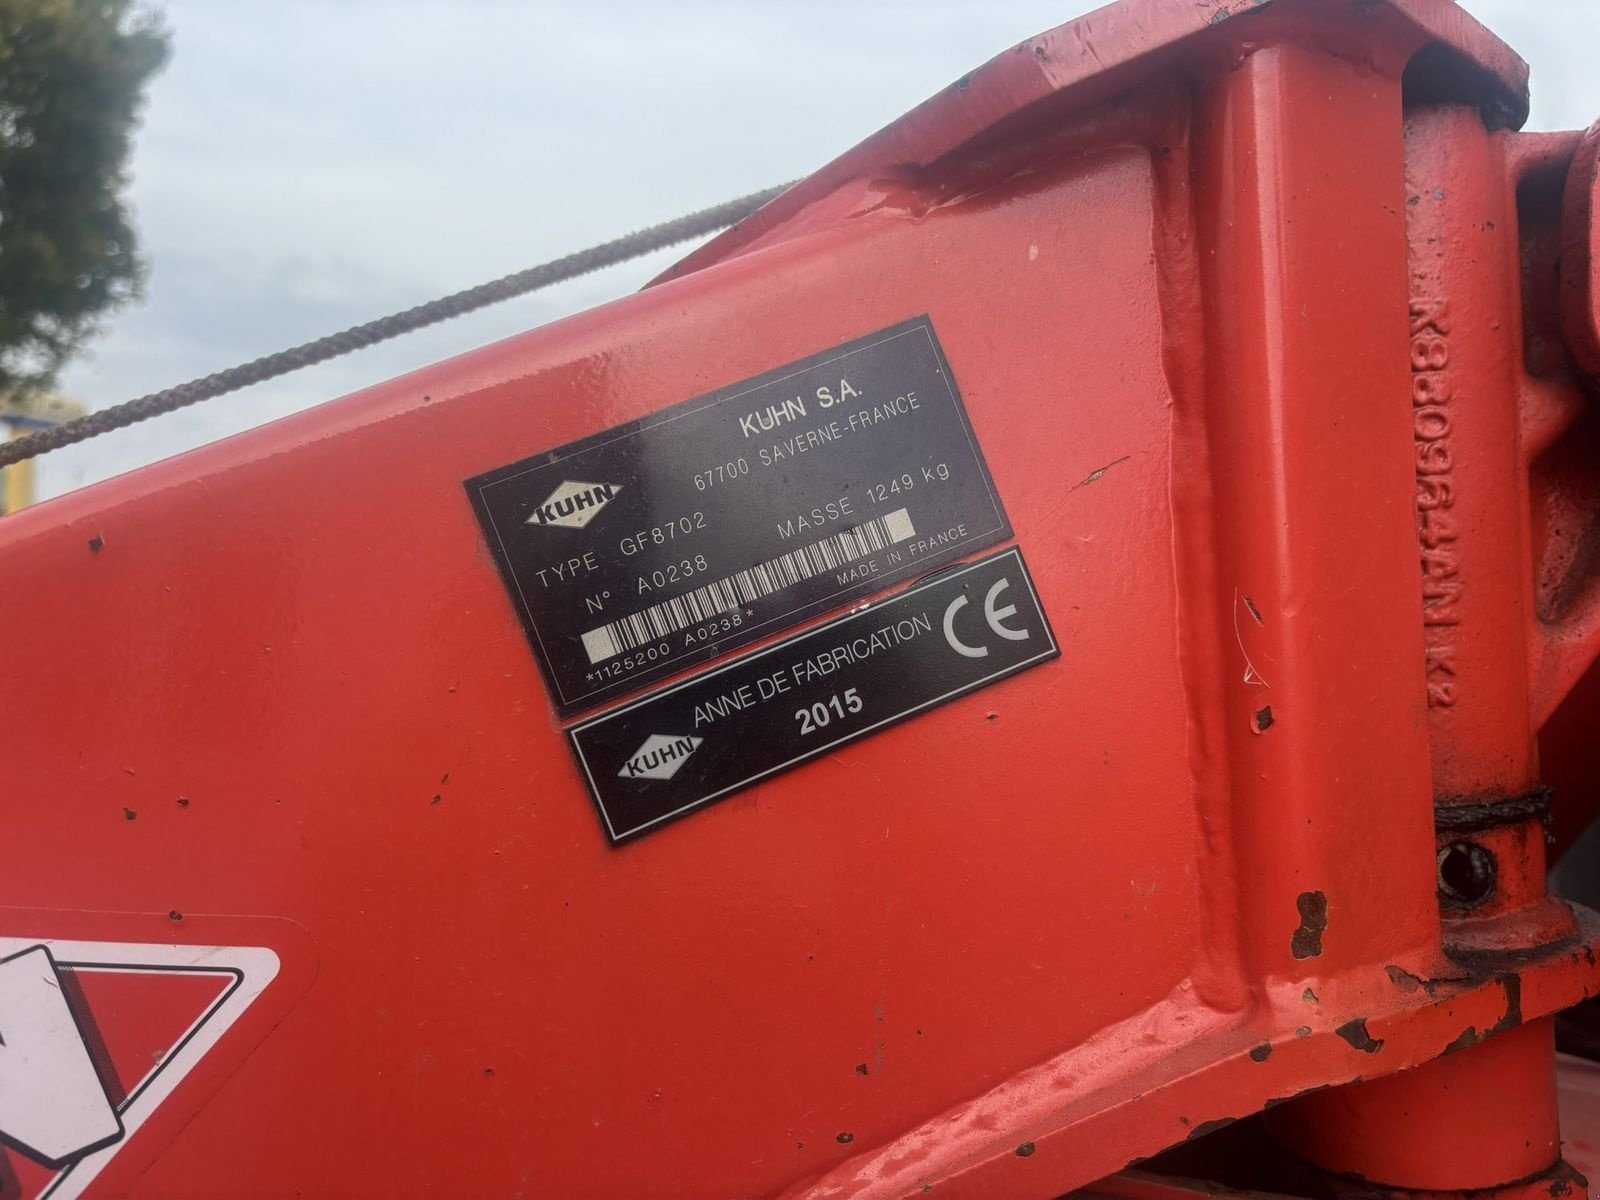 KUHN S.A.
67700 SAVERNE-FRANCE
KUHN
TYPE GF8702 MASSE 1249 kg
N° A0238
*1125200 A0238*
MADE IN FRANCE
ANNE DE FABRICATION CE
2015
KUHN